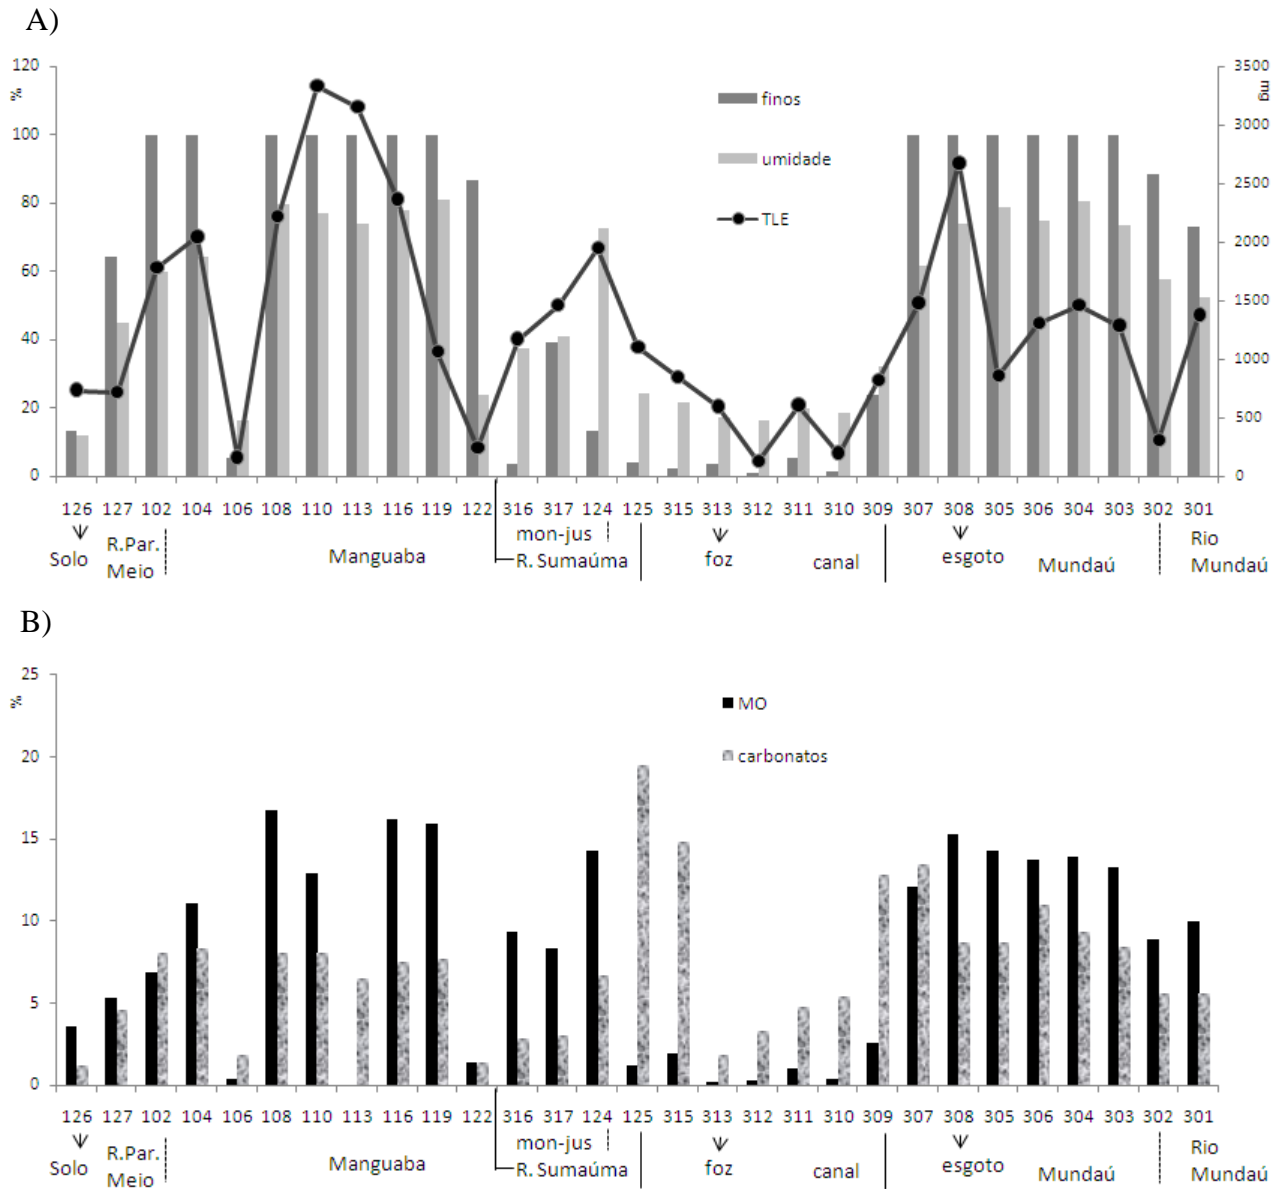 A)
120
100
80
60
40
20
0
%
3500
3000
2500
2000
1500
1000
500
0
mg
finos
umidade
TLE
126 127 102 104 106 108 110 113 116 119 122 316 317 124 125 315 313 312 311 310 309 307 308 305 306 304 303 302 301
Solo
R.Par.
Meio
Manguaba
mon-jus
R. Sumaúma
foz
canal
esgoto
Mundaú
Rio
Mundaú
B)
25
20
15
10
5
0
%
MO
carbonatos
126 127 102 104 106 108 110 113 116 119 122 316 317 124 125 315 313 312 311 310 309 307 308 305 306 304 303 302 301
Solo
R.Par.
Meio
Manguaba
mon-jus
R. Sumaúma
foz
canal
esgoto
Mundaú
Rio
Mundaú